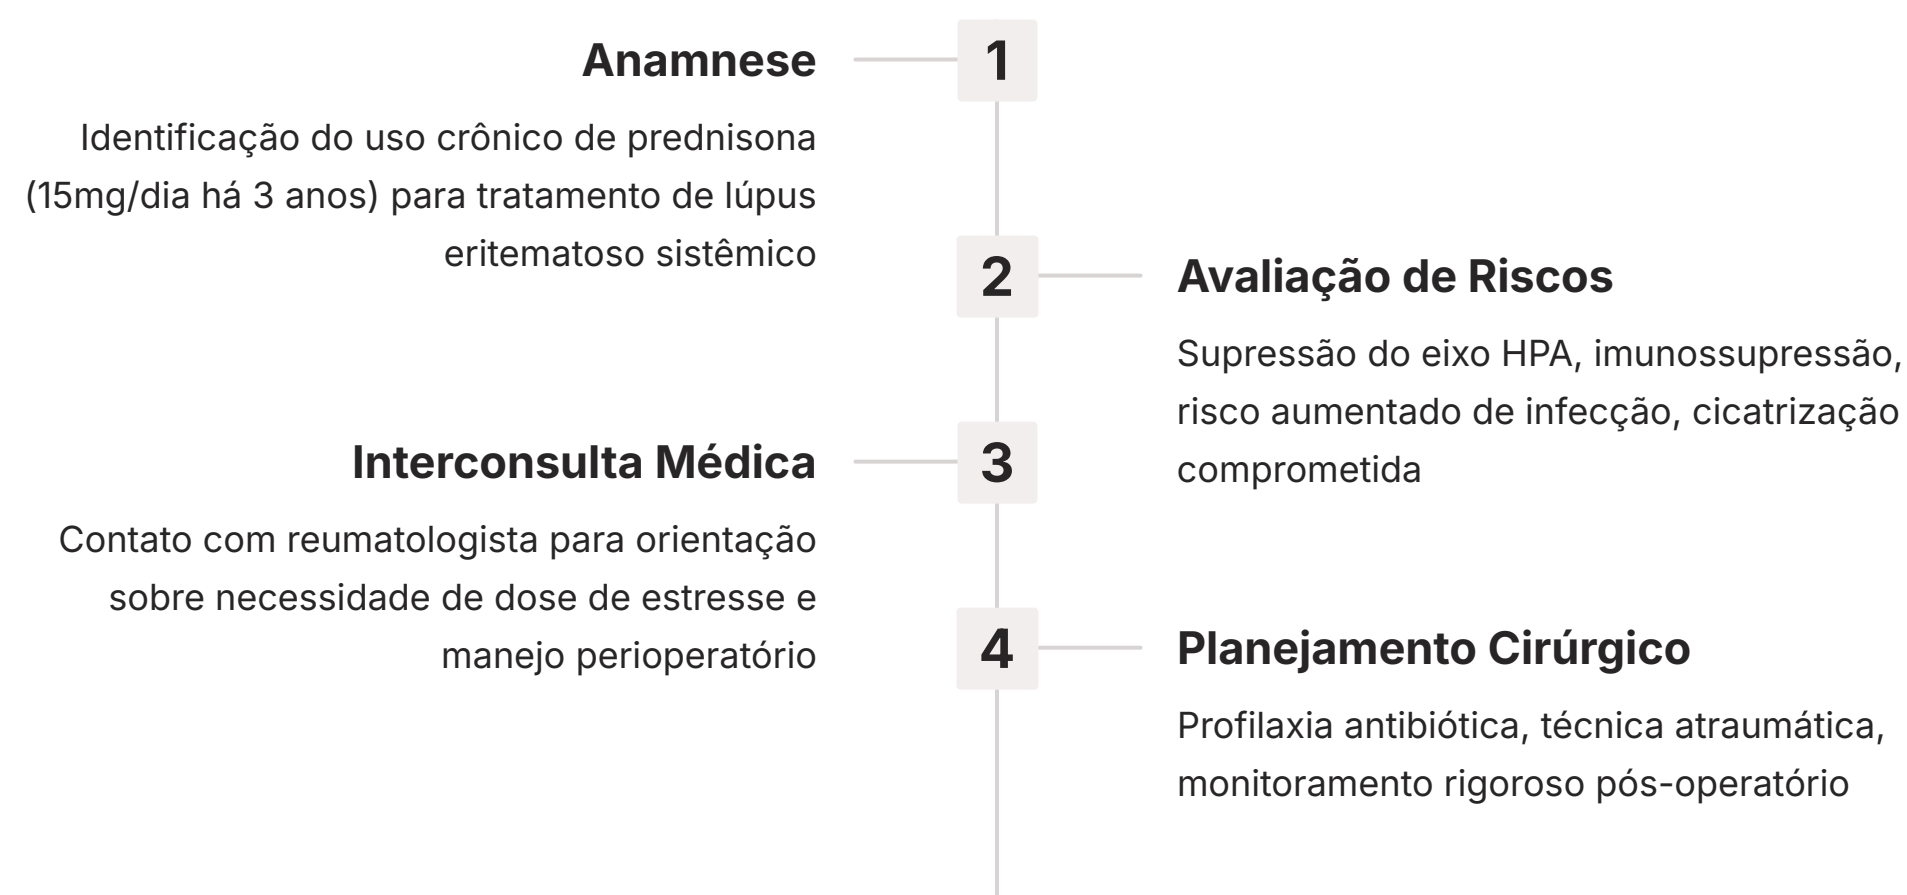 1
Anamnese
Identificação do uso crônico de prednisona
(15mg/dia há 3 anos) para tratamento de lúpus
eritematoso sistêmico
2
Avaliação de Riscos
Supressão do eixo HPA, imunossupressão,
risco aumentado de infecção, cicatrização
comprometida
3
Interconsulta Médica
Contato com reumatologista para orientação
sobre necessidade de dose de estresse e
manejo perioperatório
4
Planejamento Cirúrgico
Profilaxia antibiótica, técnica atraumática,
monitoramento rigoroso pós-operatório